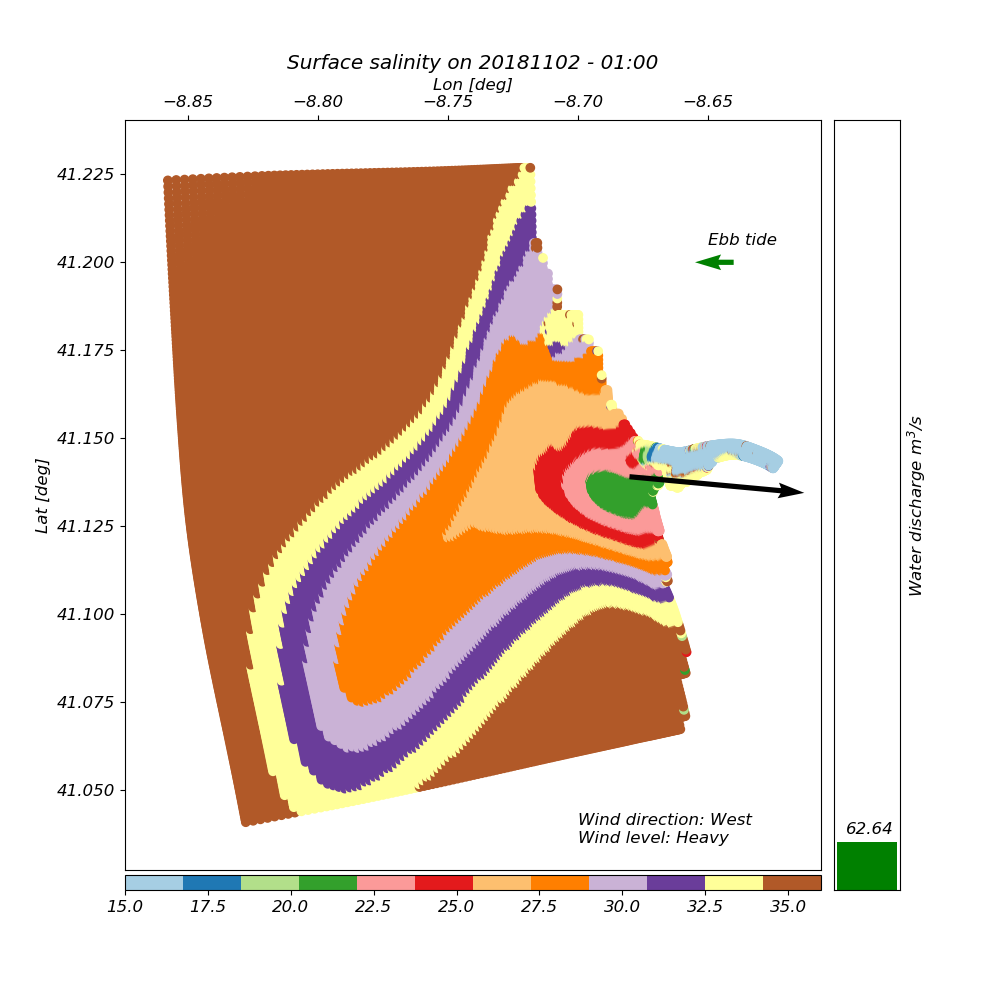 Surface salinity on 20181102 - 01:00
Lon [deg]
−8.85 −8.80 −8.75 −8.70 −8.65
41.225
41.200
41.175
41.150
41.125
41.100
41.075
41.050
Lat [deg]
Ebb tide
Wind direction: West
Wind level: Heavy
15.0 17.5 20.0 22.5 25.0 27.5 30.0 32.5 35.0
62.64
Water discharge m³/s